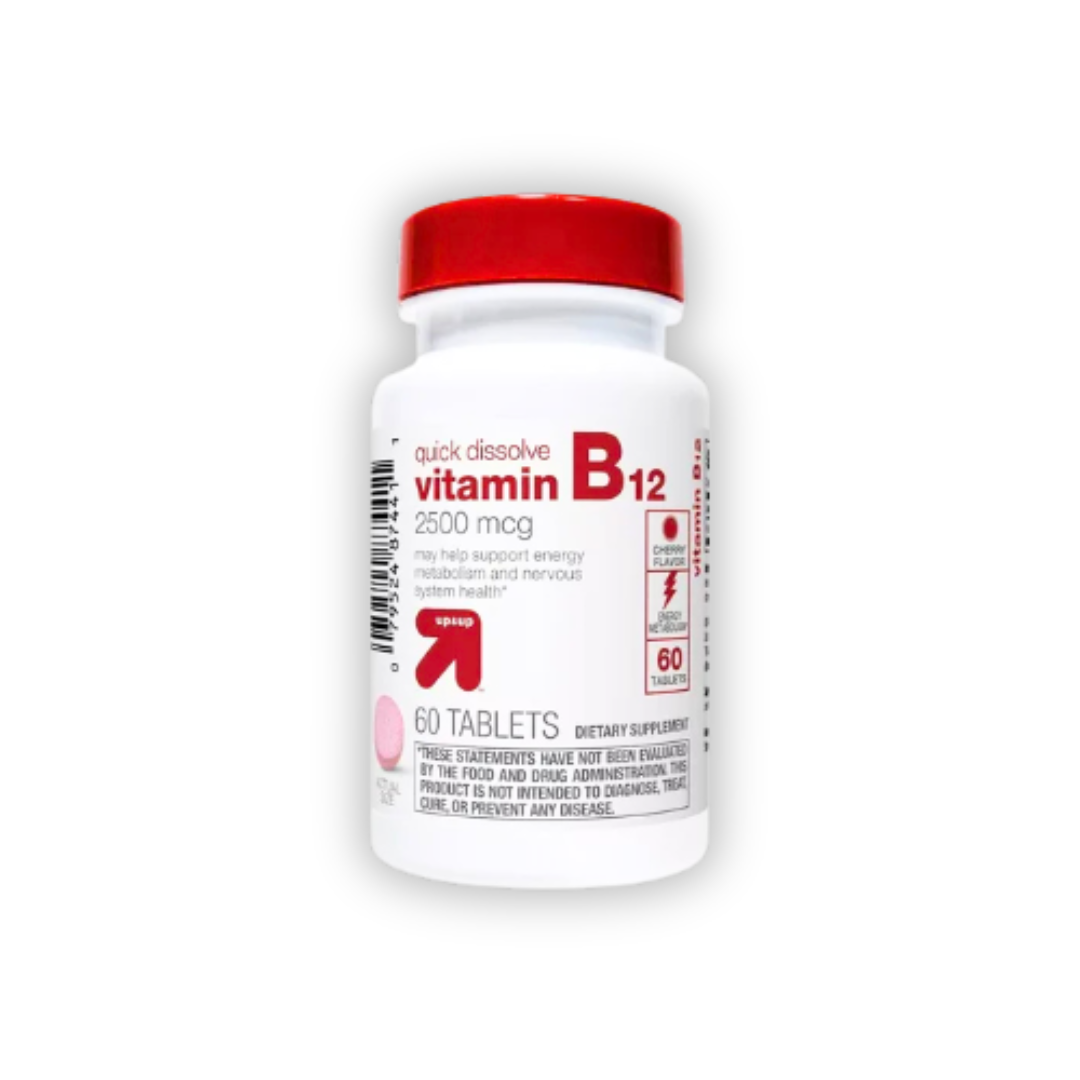 quick dissolve
vitamin B12
2500 mcg
may help support energy
metabolism and nervous
system health*
up&up
CHERRY
FLAVOR
ENERGY
METABOLISM
60
TABLETS
60 TABLETS
DIETARY SUPPLEMENT
*THESE STATEMENTS HAVE NOT BEEN EVALUATED
BY THE FOOD AND DRUG ADMINISTRATION. THIS
PRODUCT IS NOT INTENDED TO DIAGNOSE, TREAT,
CURE, OR PREVENT ANY DISEASE.
ACTUAL
SIZE
vitamin B12